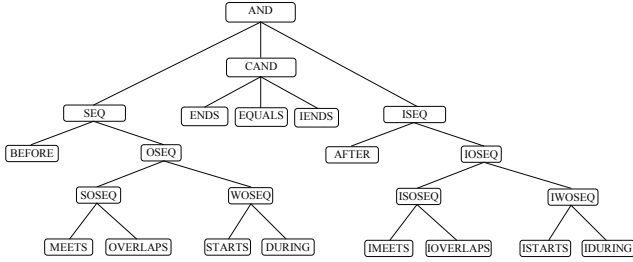 AND
CAND
SEQ ENDS EQUALS IENDS ISEQ
BEFORE OSEQ AFTER IOSEQ
SOSEQ WOSEQ ISOSEQ IWOSEQ
MEETS OVERLAPS STARTS DURING IMEETS IOVERLAPS ISTARTS IDURING